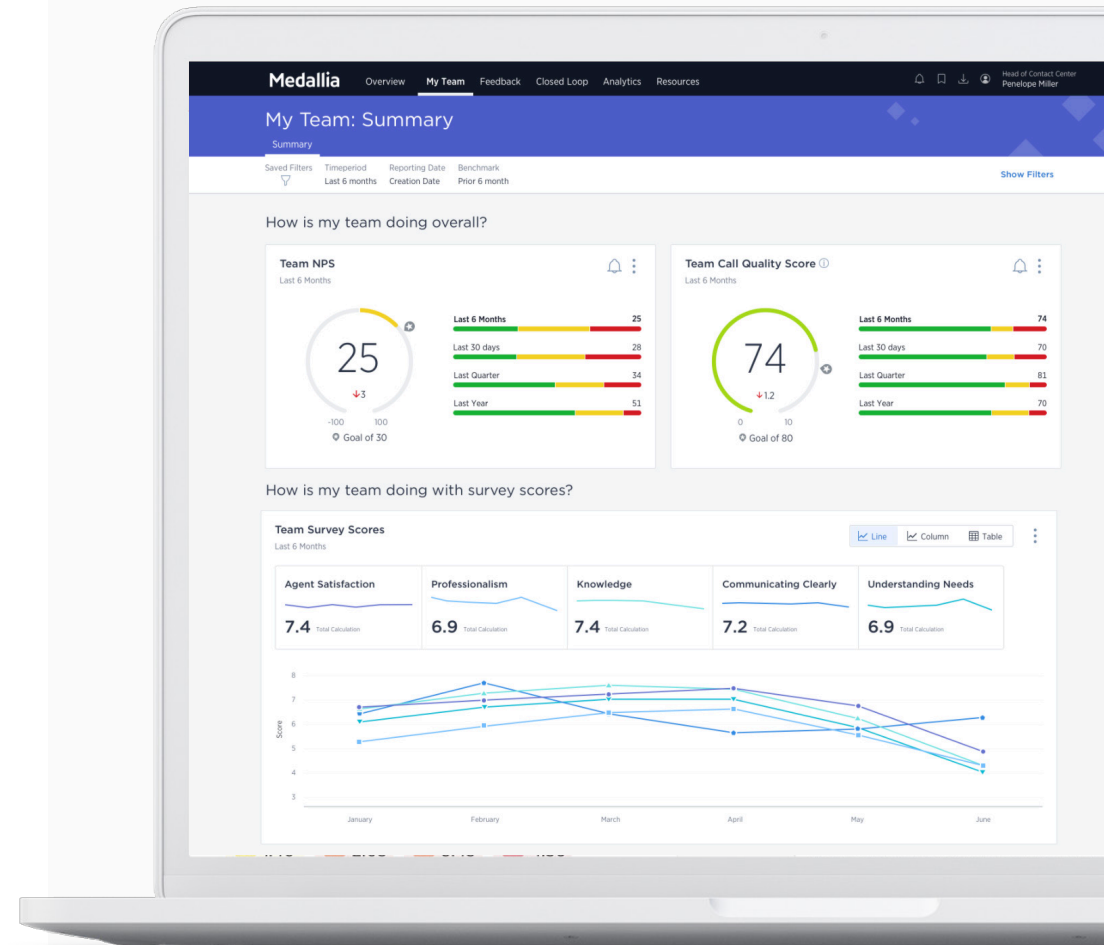 Medallia Overview My Team Feedback Closed Loop Analytics Resources
Head of Contact Center
Penelope Miller
My Team: Summary
Summary
Saved Filters Timeperiod Reporting Date Benchmark
Last 6 months Creation Date Prior 6 month
Show Filters
How is my team doing overall?
Team NPS
Last 6 Months
25
3
-100 100
Goal of 30
Last 6 Months 25
Last 30 days 28
Last Quarter 34
Last Year 51
Team Call Quality Score
Last 6 Months
74
1.2
0 10
Goal of 80
Last 6 Months 74
Last 30 days 70
Last Quarter 81
Last Year 70
How is my team doing with survey scores?
Team Survey Scores
Last 6 Months
Line Column Table
Agent Satisfaction
7.4 Total Calculation
Professionalism
6.9 Total Calculation
Knowledge
7.4 Total Calculation
Communicating Clearly
7.2 Total Calculation
Understanding Needs
6.9 Total Calculation
Score
8
7
6
5
4
3
January February March April May June